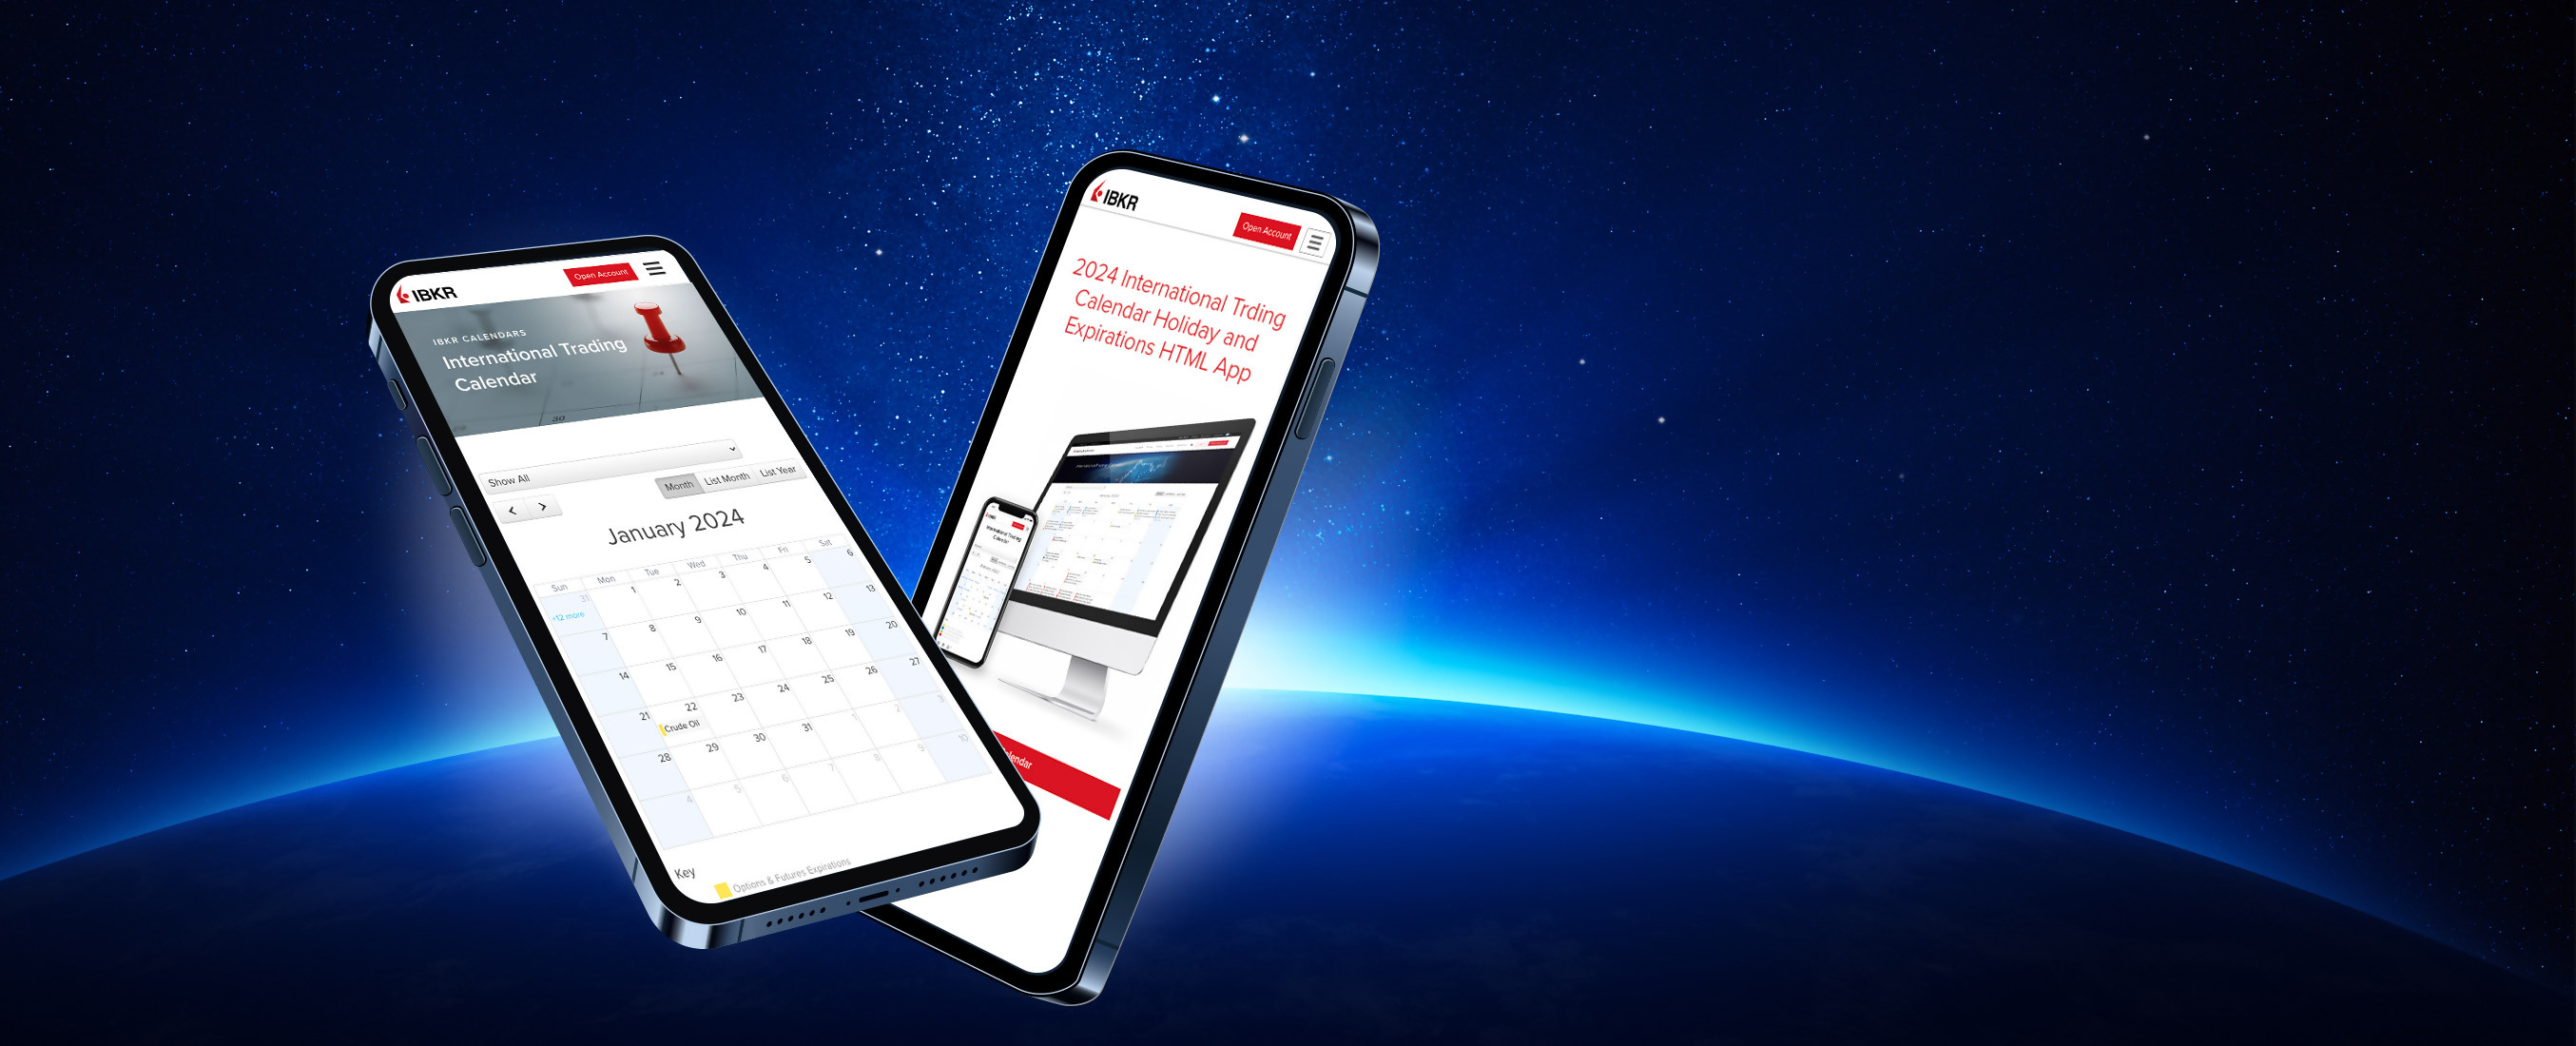 IBKR
Open Account
IBKR CALENDARS
International Trading
Calendar
30
Show All
Month List Month List Year
January 2024
Sun Mon Tue Wed Thu Fri Sat
31 1 2 3 4 5 6
+12 more
7 8 9 10 11 12 13
14 15 16 17 18 19 20
21 22 23 24 25 26 27
Crude Oil
28 29 30 31 1 2 3
4 5 6 7 8 9 10
Key
Options & Futures Expirations
IBKR
Open Account
2024 International Trding
Calendar Holiday and
Expirations HTML App
International Trading
Calendar